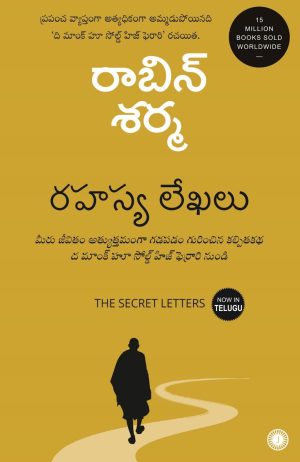 ప్రపంచ వ్యాప్తంగా అత్యధికంగా అమ్ముడుపోయినది
'ది మాంక్ హూ సోల్డ్ హిజ్ ఫెరారి' రచయిత.
15
MILLION
BOOKS SOLD
WORLDWIDE
రాబిన్
శర్మ
రహస్య లేఖలు
మీరు జీవితం అత్యుత్తమంగా గడపడం గురించిన కల్పితకథ
ద మాంక్ హూ సోల్డ్ హిజ్ ఫెర్రారి నుండి
THE SECRET LETTERS
NOW IN
TELUGU